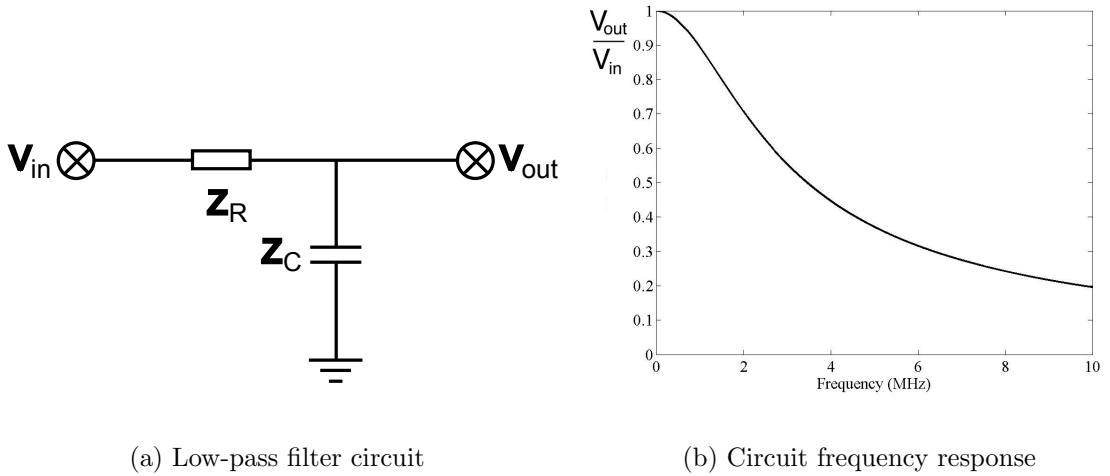 V_in
V_out
Z_R
Z_C
V_out
V_in
1
0.9
0.8
0.7
0.6
0.5
0.4
0.3
0.2
0.1
0
0
2
4
6
8
10
Frequency (MHz)
(a) Low-pass filter circuit
(b) Circuit frequency response